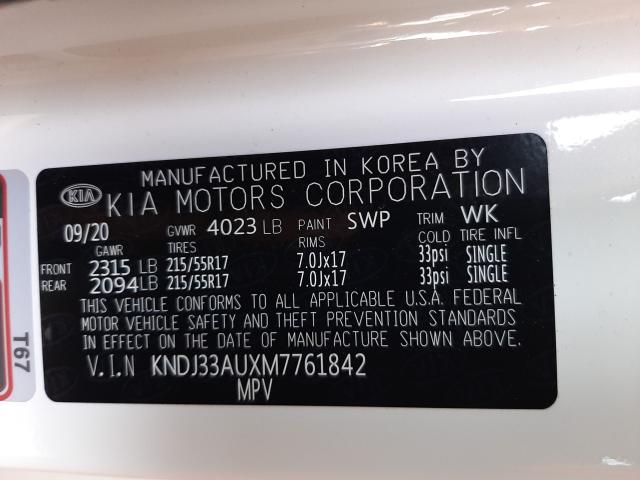 MANUFACTURED IN KOREA BY
KIA KIA MOTORS CORPORATION
09/20 GVWR 4023 LB PAINT SWP TRIM WK
GAWR TIRES RIMS COLD TIRE INFL
FRONT 2315 LB 215/55R17 7.0Jx17 33psi SINGLE
REAR 2094 LB 215/55R17 7.0Jx17 33psi SINGLE
THIS VEHICLE CONFORMS TO ALL APPLICABLE U.S.A. FEDERAL
MOTOR VEHICLE SAFETY AND THEFT PREVENTION STANDARDS
IN EFFECT ON THE DATE OF MANUFACTURE SHOWN ABOVE.
V.I.N KNDJ33AUXM7761842
MPV
T67